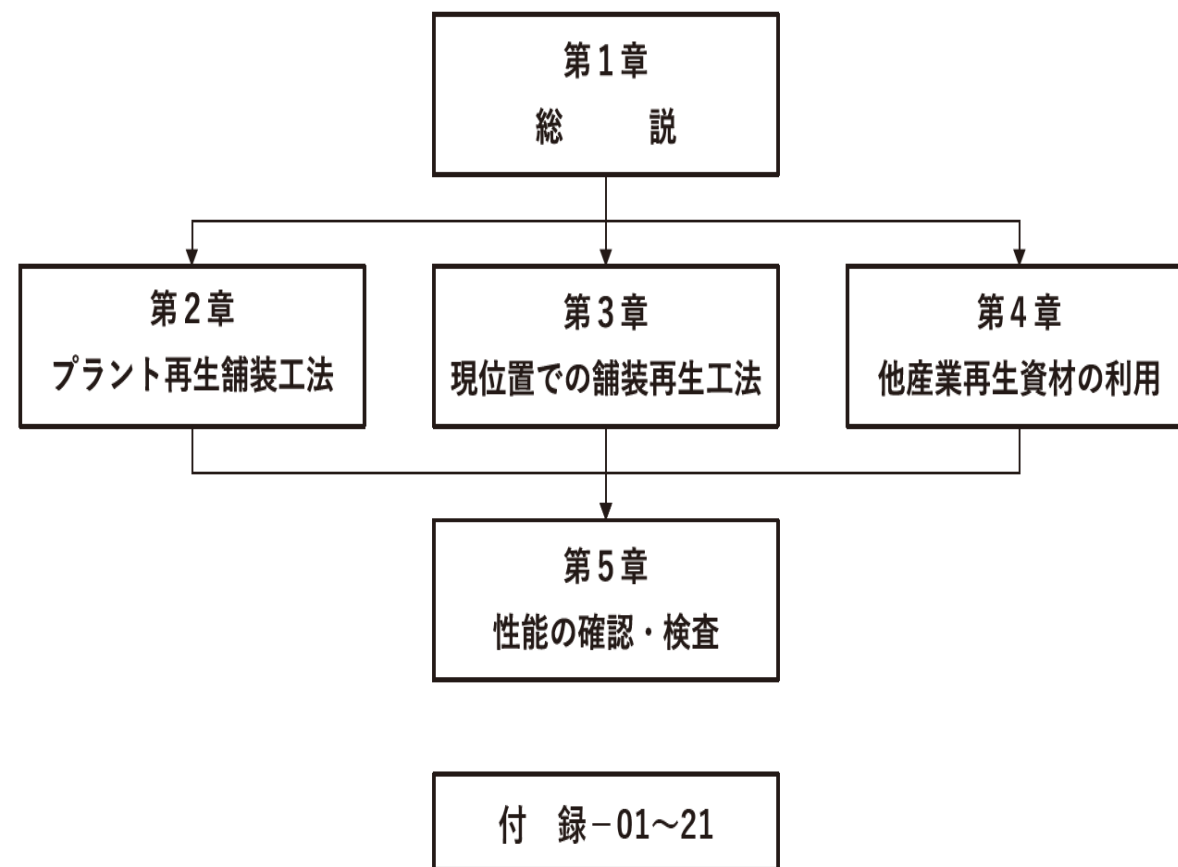 第1章
総　　説
第2章
プラント再生舗装工法
第3章
現位置での舗装再生工法
第4章
他産業再生資材の利用
第5章
性能の確認・検査
付　録－01～21